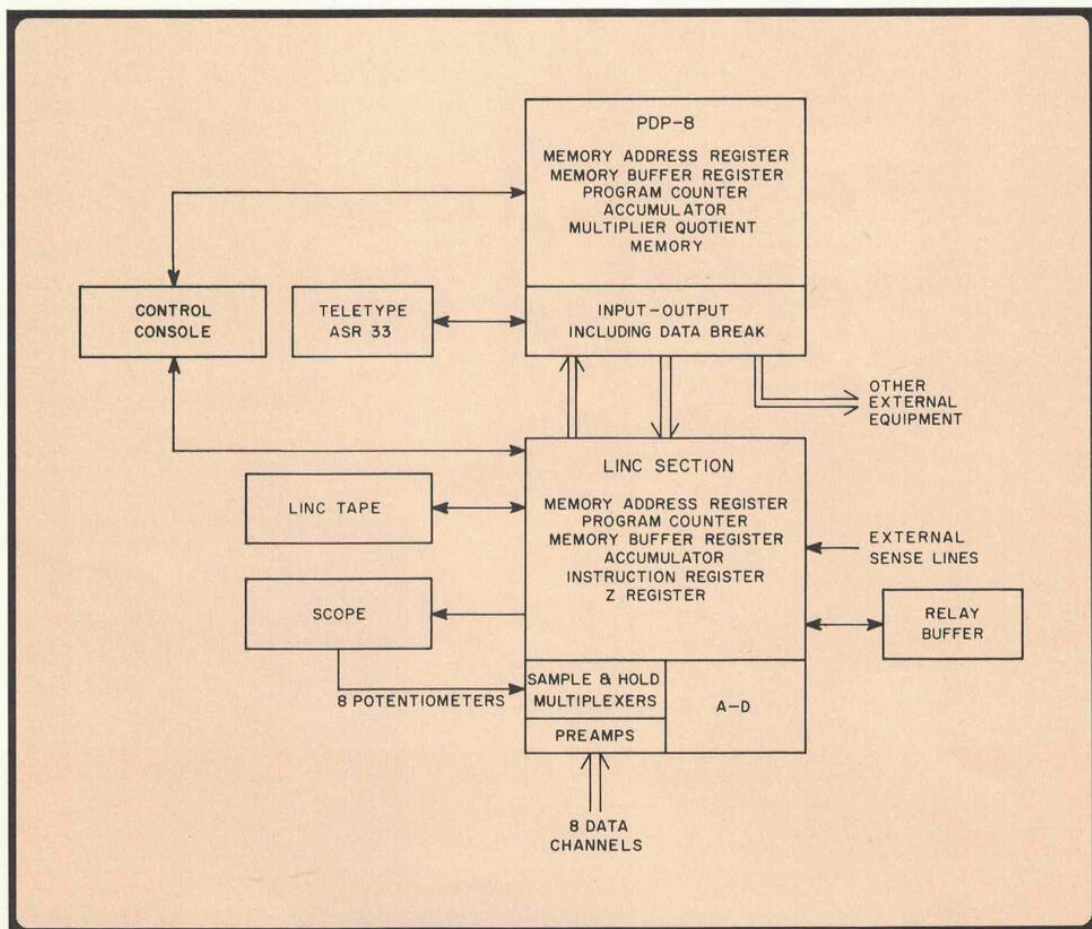 PDP-8
MEMORY ADDRESS REGISTER
MEMORY BUFFER REGISTER
PROGRAM COUNTER
ACCUMULATOR
MULTIPLIER QUOTIENT
MEMORY
CONTROL
CONSOLE
TELETYPE
ASR 33
INPUT-OUTPUT
INCLUDING DATA BREAK
OTHER
EXTERNAL
EQUIPMENT
LINC SECTION
MEMORY ADDRESS REGISTER
PROGRAM COUNTER
MEMORY BUFFER REGISTER
ACCUMULATOR
INSTRUCTION REGISTER
Z REGISTER
LINC TAPE
EXTERNAL
SENSE LINES
SCOPE
RELAY
BUFFER
8 POTENTIOMETERS
SAMPLE & HOLD
MULTIPLEXERS
A-D
PREAMPS
8 DATA
CHANNELS